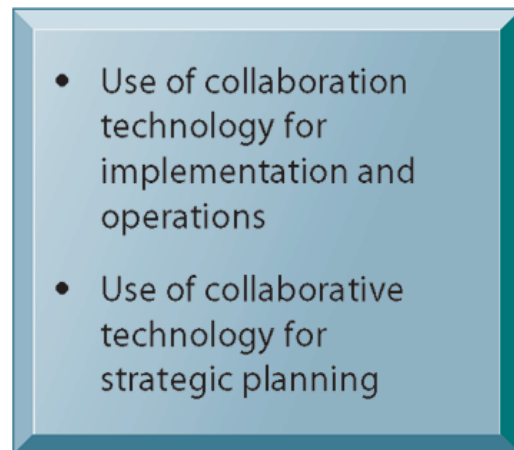 • Use of collaboration
technology for
implementation and
operations
• Use of collaborative
technology for
strategic planning